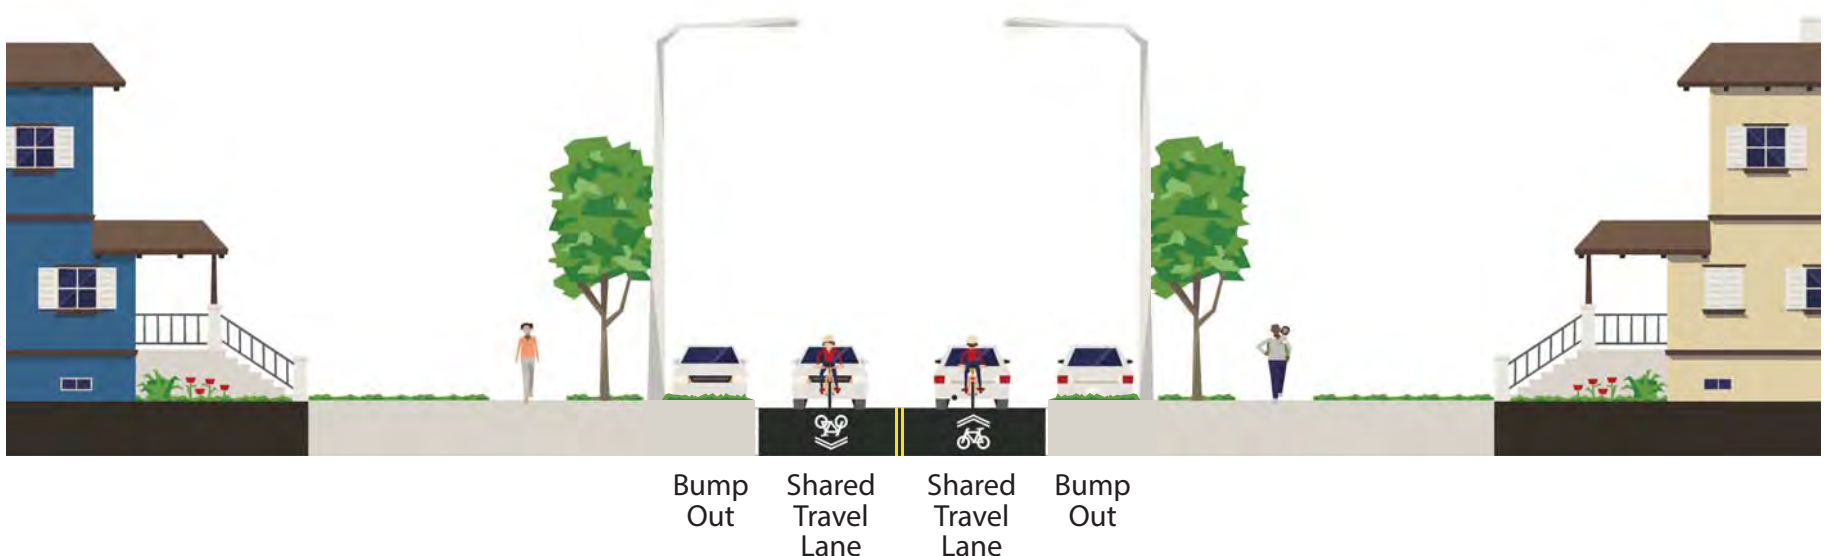 Bump
Out
Shared
Travel
Lane
Shared
Travel
Lane
Bump
Out